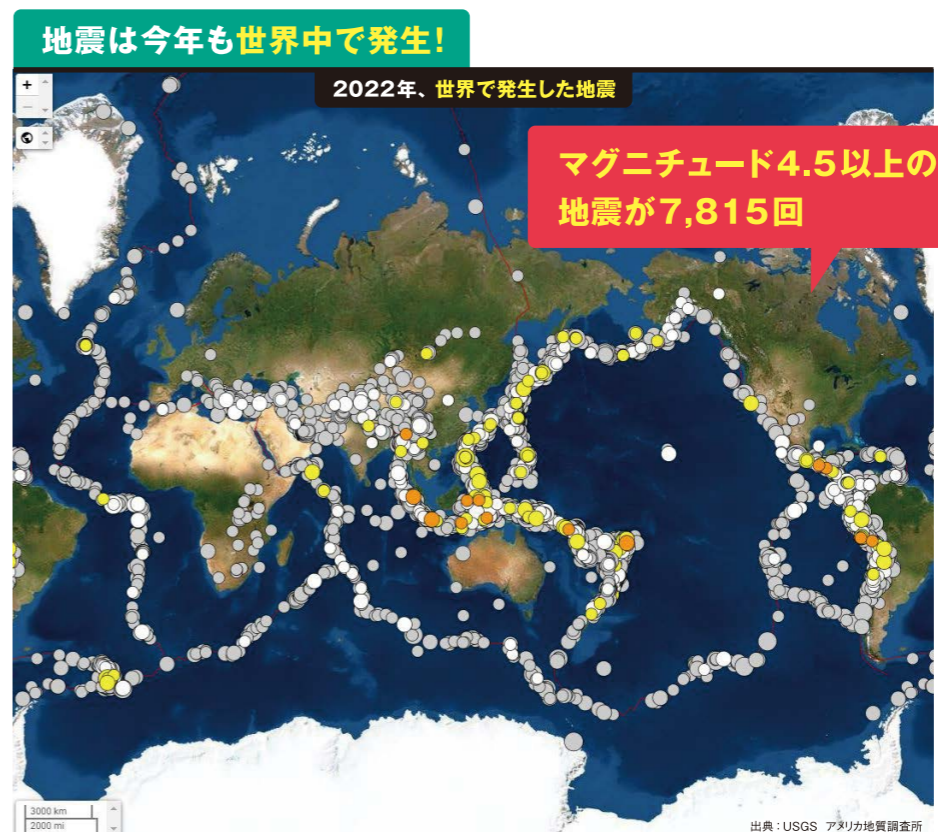 地震は今年も世界中で発生!
2022年、世界で発生した地震
マグニチュード4.5以上の
地震が7,815回
3000 km
2000 mi
出典：USGS アメリカ地質調査所